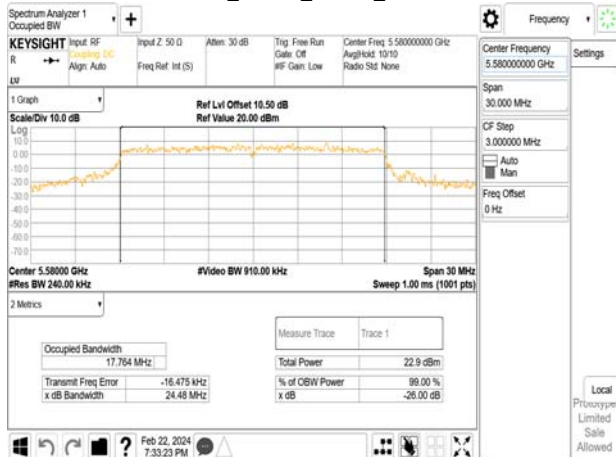 Spectrum Analyzer 1
Occupied BW
Frequency
KEYSIGHT
Input: RF
Coupling: DC
Align: Auto
R
LVI
Input Z: 50 Ω
Freq Ref: Int (S)
Atten: 30 dB
Trig: Free Run
Gate: Off
#IF Gain: Low
Center Freq: 5.580000000 GHz
Avg|Hold: 10/10
Radio Std: None
Center Frequency
5.580000000 GHz
Settings
Span
30.000 MHz
CF Step
3.000000 MHz
Auto
Man
Freq Offset
0 Hz
1 Graph
Scale/Div 10.0 dB
Ref Lvl Offset 10.50 dB
Ref Value 20.00 dBm
Log
10.0
0.00
-10.0
-20.0
-30.0
-40.0
-50.0
-60.0
-70.0
Center 5.58000 GHz
#Res BW 240.00 kHz
#Video BW 910.00 kHz
Span 30 MHz
Sweep 1.00 ms (1001 pts)
2 Metrics
Measure Trace
Trace 1
Occupied Bandwidth
17.764 MHz
Total Power
22.9 dBm
Transmit Freq Error
-16.475 kHz
% of OBW Power
99.00 %
x dB Bandwidth
24.48 MHz
x dB
-26.00 dB
Local
Prototype
Limited
Sale
Allowed
Feb 22, 2024
7:33:23 PM